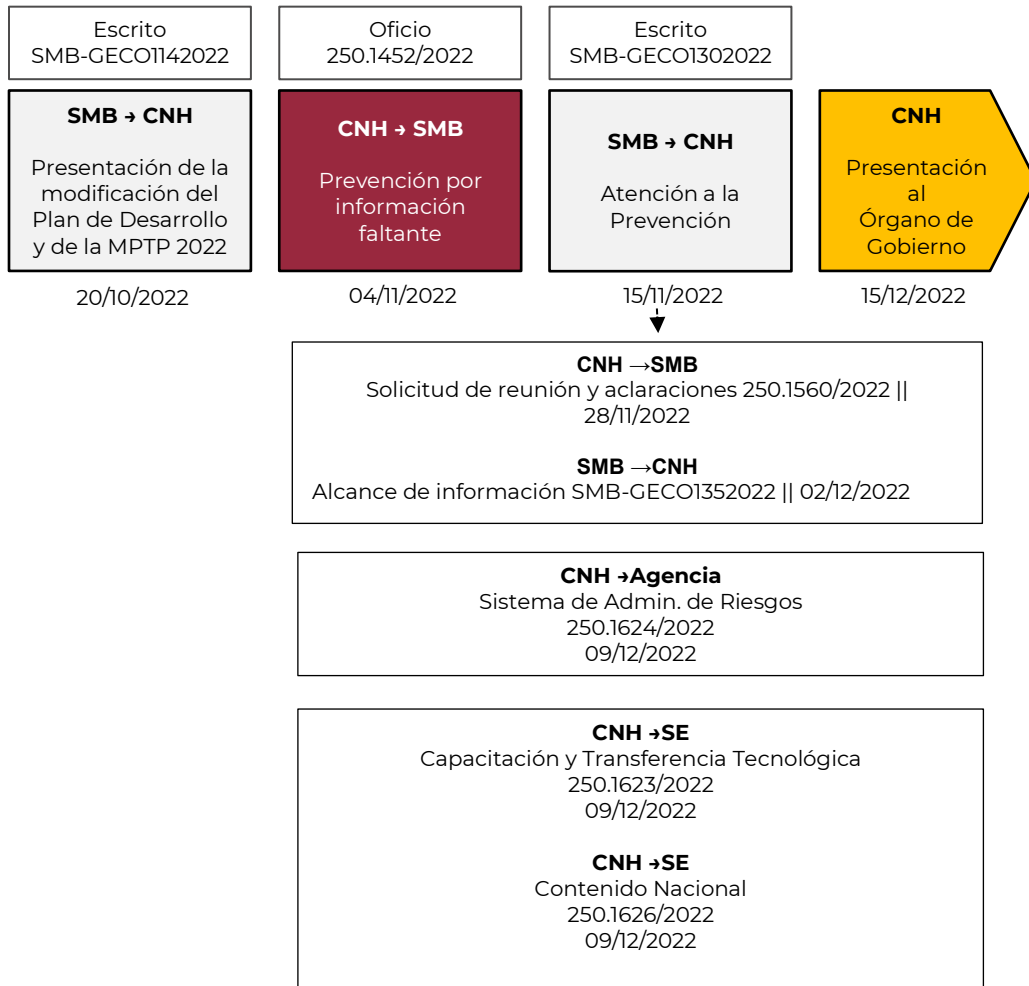 Escrito
SMB-GECO1142022
Oficio
250.1452/2022
Escrito
SMB-GECO1302022
SMB → CNH
Presentación de la
modificación del
Plan de Desarrollo
y de la MPTP 2022
CNH → SMB
Prevención por
información
faltante
SMB → CNH
Atención a la
Prevención
CNH
Presentación
al
Órgano de
Gobierno
20/10/2022
04/11/2022
15/11/2022
15/12/2022
CNH →SMB
Solicitud de reunión y aclaraciones 250.1560/2022 ||
28/11/2022
SMB →CNH
Alcance de información SMB-GECO1352022 || 02/12/2022
CNH →Agencia
Sistema de Admin. de Riesgos
250.1624/2022
09/12/2022
CNH →SE
Capacitación y Transferencia Tecnológica
250.1623/2022
09/12/2022
CNH →SE
Contenido Nacional
250.1626/2022
09/12/2022